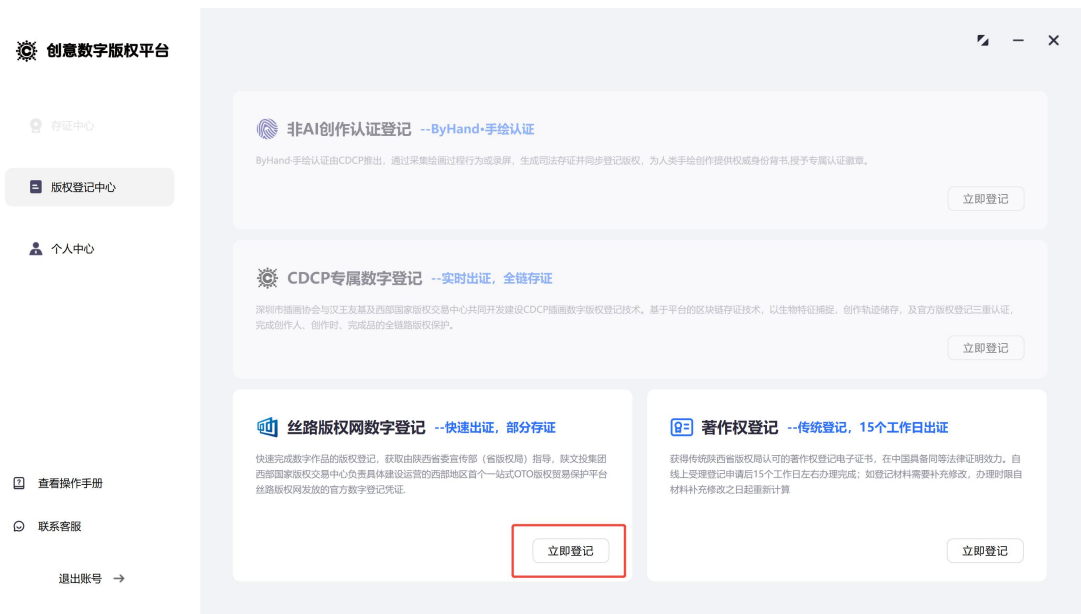 创意数字版权平台
存证中心
版权登记中心
个人中心
查看操作手册
联系客服
退出账号
非AI创作认证登记 --ByHand·手绘认证
ByHand·手绘认证由CDCP推出，通过采集绘画过程行为或录屏，生成司法存证并同步登记版权，为人类手绘创作提供权威身份背书,授予专属认证徽章。
立即登记
CDCP专属数字登记 --实时出证，全链存证
深圳市插画协会与汉王友基及西部国家版权交易中心共同开发建设CDCP插画数字版权登记技术。基于平台的区块链存证技术、以生物特征捕捉，创作轨迹储存，及官方版权登记三重认证，
完成创作人、创作时、完成品的全链路版权保护。
立即登记
丝路版权网数字登记 --快速出证，部分存证
快速完成数字作品的版权登记，获取由陕西省委宣传部（省版权局）指导，陕文投集团
西部国家版权交易中心负责具体建设运营的西部地区首个一站式OTO版权贸易保护平台
丝路版权网发放的官方数字登记凭证.
立即登记
著作权登记 --传统登记，15个工作日出证
获得传统陕西省版权局认可的著作权登记电子证书，在中国具备同等法律证明效力。自
线上受理登记申请后15个工作日左右办理完成；如登记材料需要补充修改，办理时限自
材料补充修改之日起重新计算
立即登记